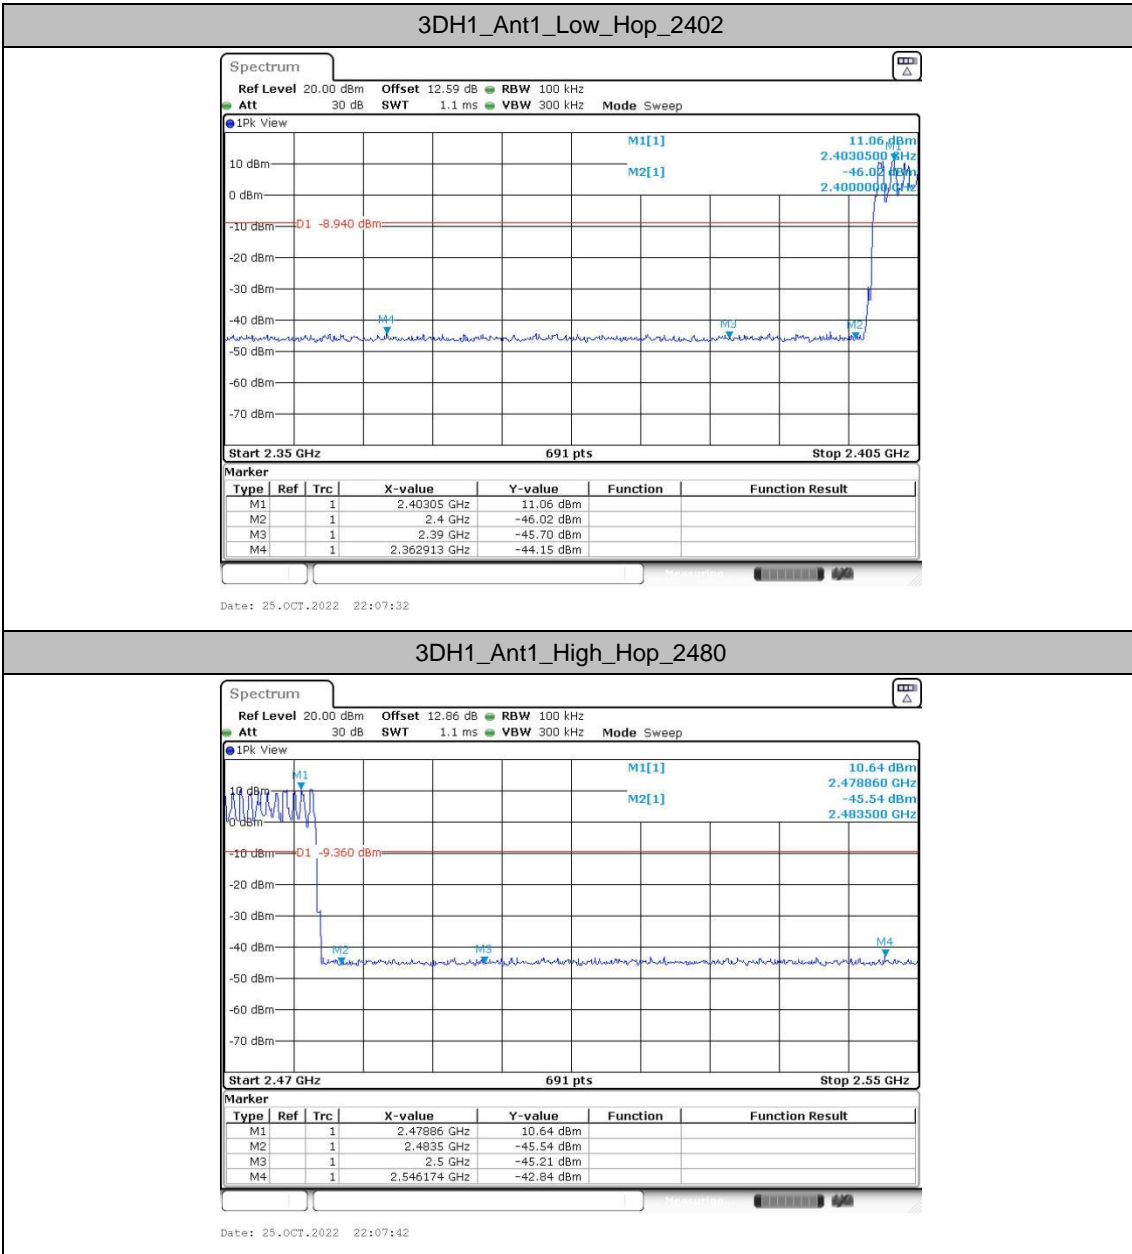 3DH1_Ant1_Low_Hop_2402
Spectrum
Ref Level 20.00 dBm Offset 12.59 dB RBW 100 kHz
Att 30 dB SWT 1.1 ms VBW 300 kHz Mode Sweep
1Pk View
M1[1] 11.06 dBm
2.4030500 GHz
M2[1] -46.02 dBm
2.4000000 GHz
M1
10 dBm
0 dBm
-10 dBm
D1 -8.940 dBm
-20 dBm
-30 dBm
-40 dBm
M4 M3 M2
-50 dBm
-60 dBm
-70 dBm
Start 2.35 GHz 691 pts Stop 2.405 GHz
Marker
Type Ref Trc X-value Y-value Function Function Result
M1 1 2.40305 GHz 11.06 dBm
M2 1 2.4 GHz -46.02 dBm
M3 1 2.39 GHz -45.70 dBm
M4 1 2.362913 GHz -44.15 dBm
Measuring...
Date: 25.OCT.2022 22:07:32
3DH1_Ant1_High_Hop_2480
Spectrum
Ref Level 20.00 dBm Offset 12.86 dB RBW 100 kHz
Att 30 dB SWT 1.1 ms VBW 300 kHz Mode Sweep
1Pk View
M1[1] 10.64 dBm
2.478860 GHz
M2[1] -45.54 dBm
2.483500 GHz
M1
10 dBm
0 dBm
-10 dBm
D1 -9.360 dBm
-20 dBm
-30 dBm
-40 dBm
M2 M3 M4
-50 dBm
-60 dBm
-70 dBm
Start 2.47 GHz 691 pts Stop 2.55 GHz
Marker
Type Ref Trc X-value Y-value Function Function Result
M1 1 2.47886 GHz 10.64 dBm
M2 1 2.4835 GHz -45.54 dBm
M3 1 2.5 GHz -45.21 dBm
M4 1 2.546174 GHz -42.84 dBm
Measuring...
Date: 25.OCT.2022 22:07:42